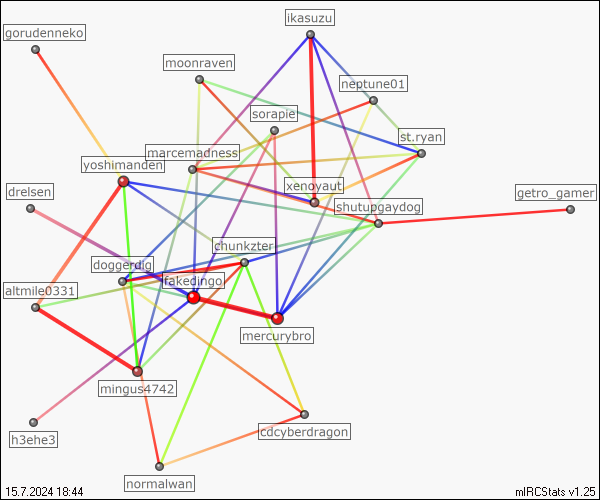 ikasuzu
gorudenneko
moonraven
neptune01
sorapie
st.ryan
marcemadness
yoshimanden
xenoyaut
drelsen
getro_gamer
shutupgaydog
chunkzter
doggerdig
fakedingo
altmile0331
mercurybro
mingus4742
cdcyberdragon
h3ehe3
normalwan
15.7.2024 18:44
mIRCStats v1.25